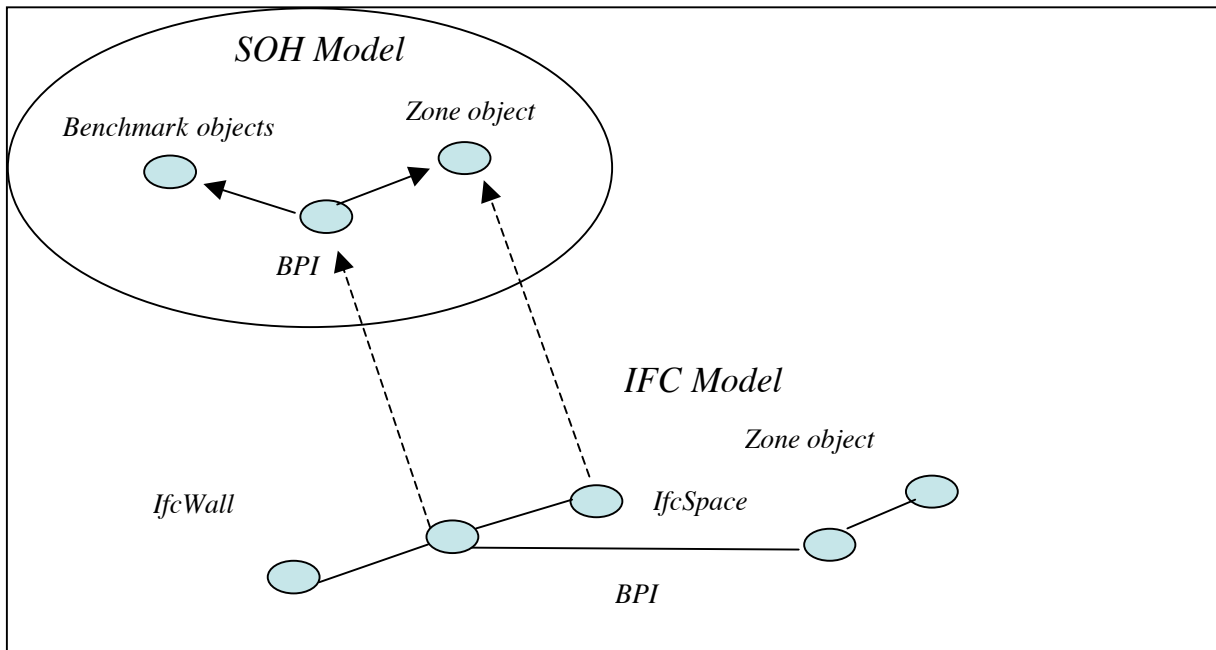 SOH Model
Zone object
Benchmark objects
BPI
IFC Model
Zone object
IfcWall
IfcSpace
BPI